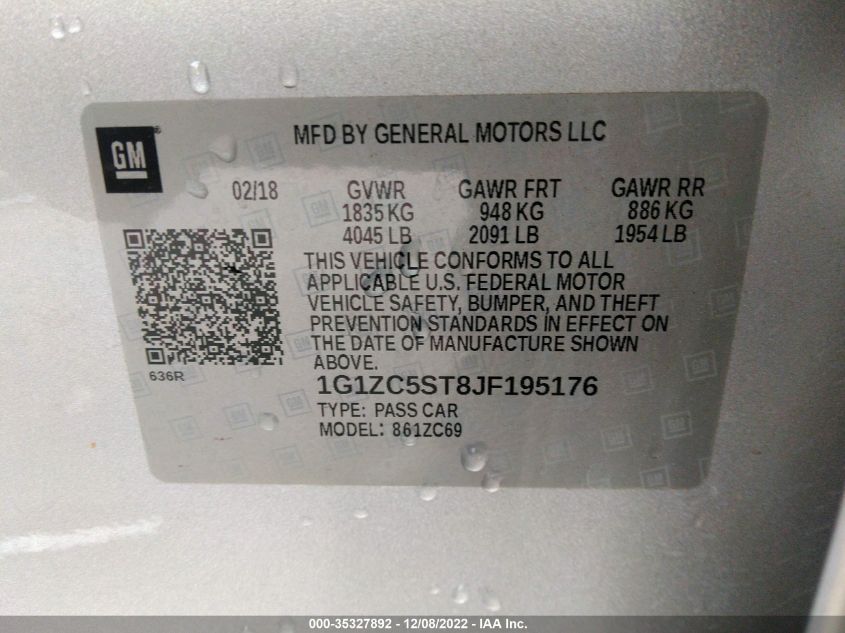 GM
MFD BY GENERAL MOTORS LLC
02/18 GVWR GAWR FRT GAWR RR
1835 KG 948 KG 886 KG
4045 LB 2091 LB 1954 LB
THIS VEHICLE CONFORMS TO ALL
APPLICABLE U.S. FEDERAL MOTOR
VEHICLE SAFETY, BUMPER, AND THEFT
PREVENTION STANDARDS IN EFFECT ON
THE DATE OF MANUFACTURE SHOWN
ABOVE.
636R
1G1ZC5ST8JF195176
TYPE: PASS CAR
MODEL: 861ZC69
000-35327892 - 12/08/2022 - IAA Inc.